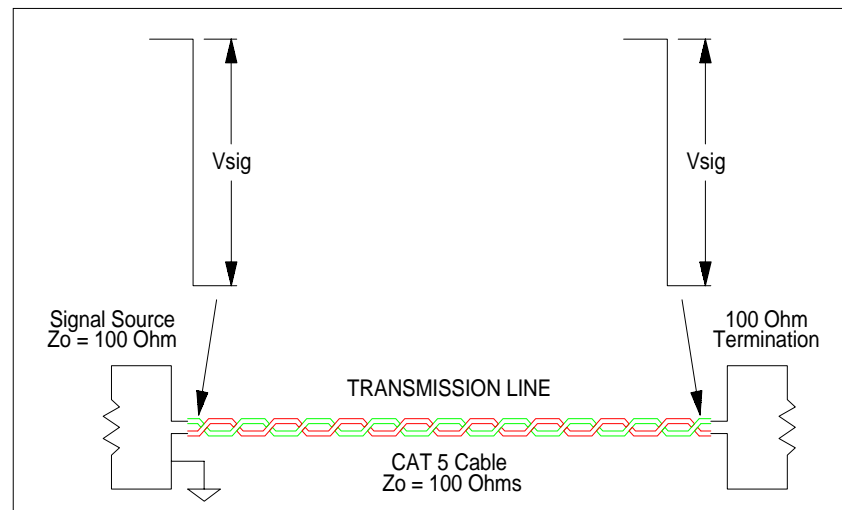 Vsig
Vsig
Signal Source
Zo = 100 Ohm
100 Ohm
Termination
TRANSMISSION LINE
CAT 5 Cable
Zo = 100 Ohms